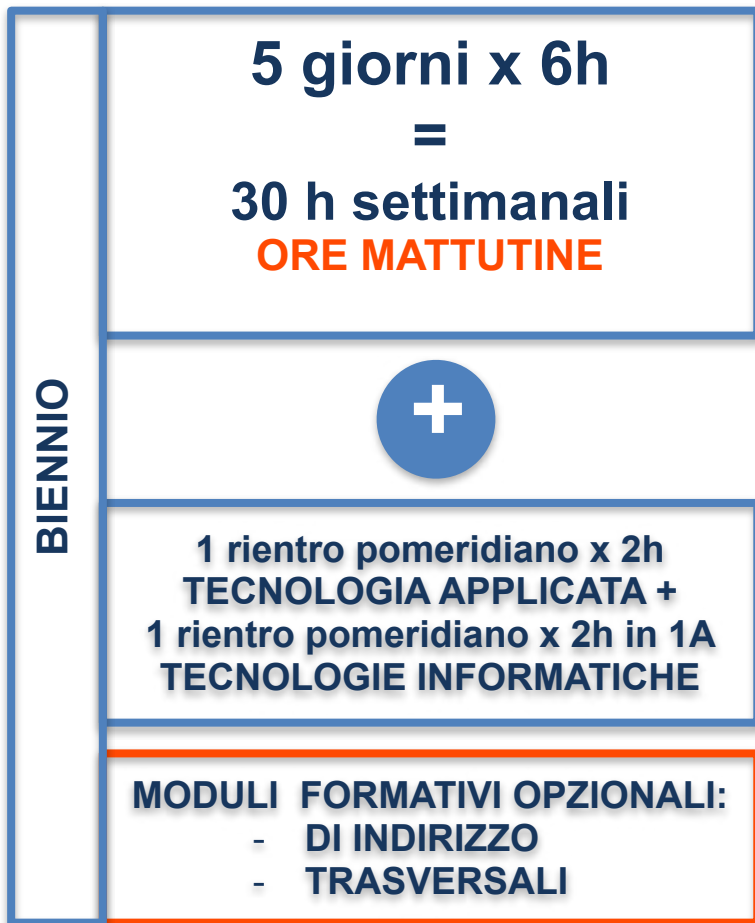 BIENNIO
5 giorni x 6h
=
30 h settimanali
ORE MATTUTINE
+
1 rientro pomeridiano x 2h
TECNOLOGIA APPLICATA +
1 rientro pomeridiano x 2h in 1A
TECNOLOGIE INFORMATICHE
MODULI FORMATIVI OPZIONALI:
- DI INDIRIZZO
- TRASVERSALI